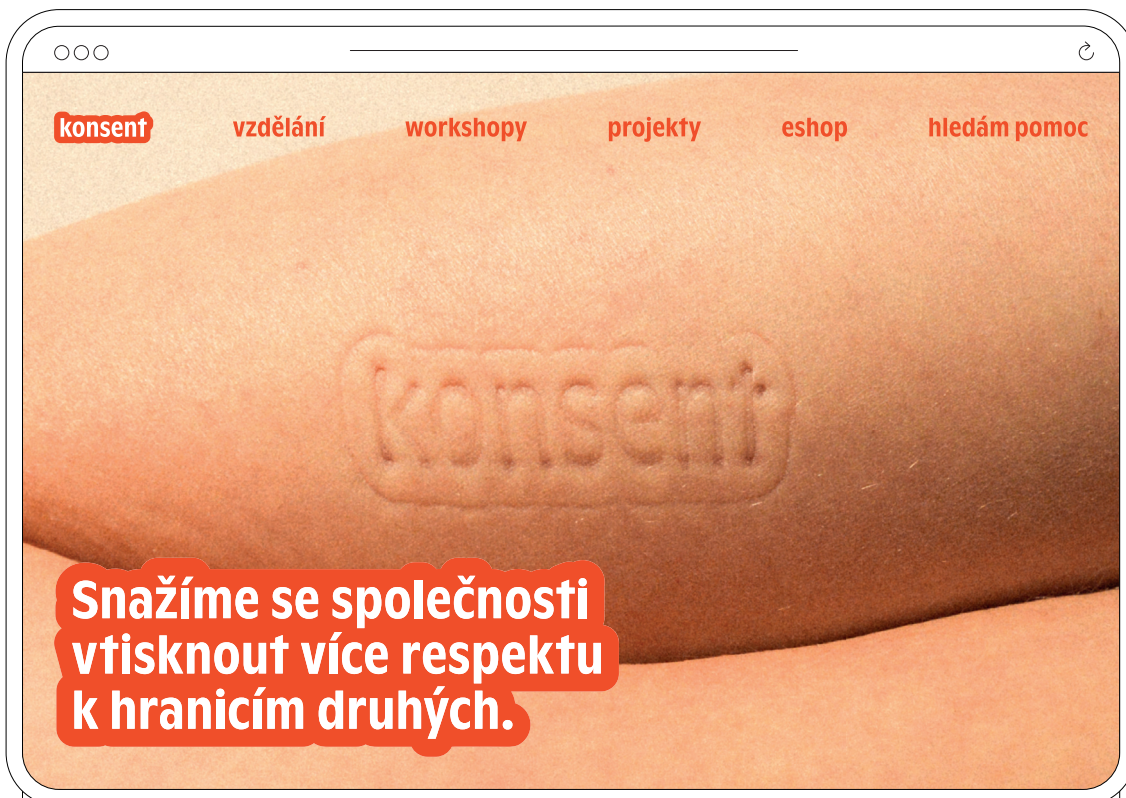 konsent vzdělání workshopy projekty eshop hledám pomoc
konsent
Snažíme se společnosti
vtisknout více respektu
k hranicím druhých.